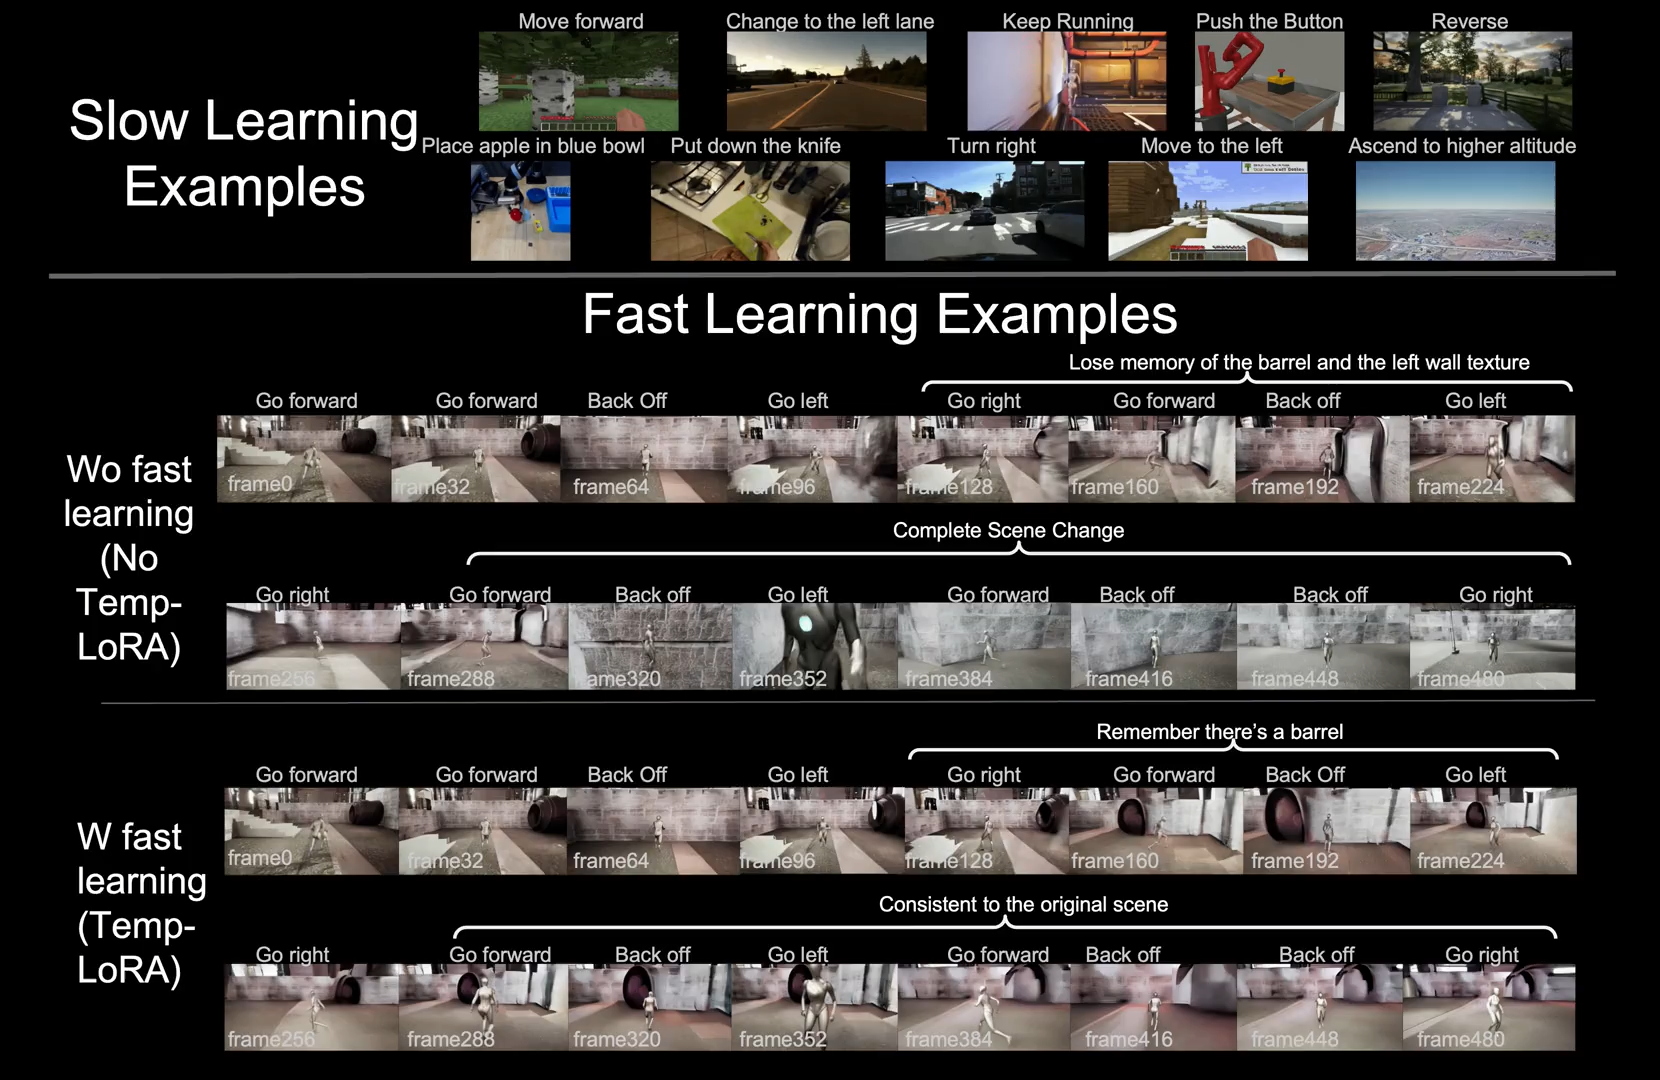 Move forward
Change to the left lane
Keep Running
Push the Button
Reverse
Slow Learning
Examples
Place apple in blue bowl
Put down the knife
Turn right
Move to the left
Ascend to higher altitude
Fast Learning Examples
Lose memory of the barrel and the left wall texture
Go forward
Go forward
Back Off
Go left
Go right
Go forward
Back off
Go left
Wo fast
learning
(No
Temp-
LoRA)
frame0
frame32
frame64
frame96
frame128
frame160
frame192
frame224
Complete Scene Change
Go right
Go forward
Back off
Go left
Go forward
Back off
Back off
Go right
frame256
frame288
frame320
frame352
frame384
frame416
frame448
frame480
Remember there's a barrel
Go forward
Go forward
Back Off
Go left
Go right
Go forward
Back Off
Go left
W fast
learning
(Temp-
LoRA)
frame0
frame32
frame64
frame96
frame128
frame160
frame192
frame224
Consistent to the original scene
Go right
Go forward
Back off
Go left
Go forward
Back off
Back off
Go right
frame256
frame288
frame320
frame352
frame384
frame416
frame448
frame480